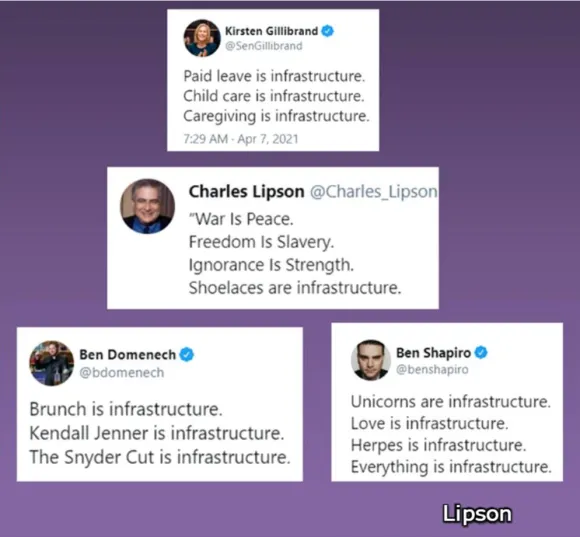 Kirsten Gillibrand
@SenGillibrand
Paid leave is infrastructure.
Child care is infrastructure.
Caregiving is infrastructure.
7:29 AM · Apr 7, 2021
Charles Lipson @Charles_Lipson
“War Is Peace.
Freedom Is Slavery.
Ignorance Is Strength.
Shoelaces are infrastructure.
Ben Domenech
@bdomenech
Brunch is infrastructure.
Kendall Jenner is infrastructure.
The Snyder Cut is infrastructure.
Ben Shapiro
@benshapiro
Unicorns are infrastructure.
Love is infrastructure.
Herpes is infrastructure.
Everything is infrastructure.
Lipson